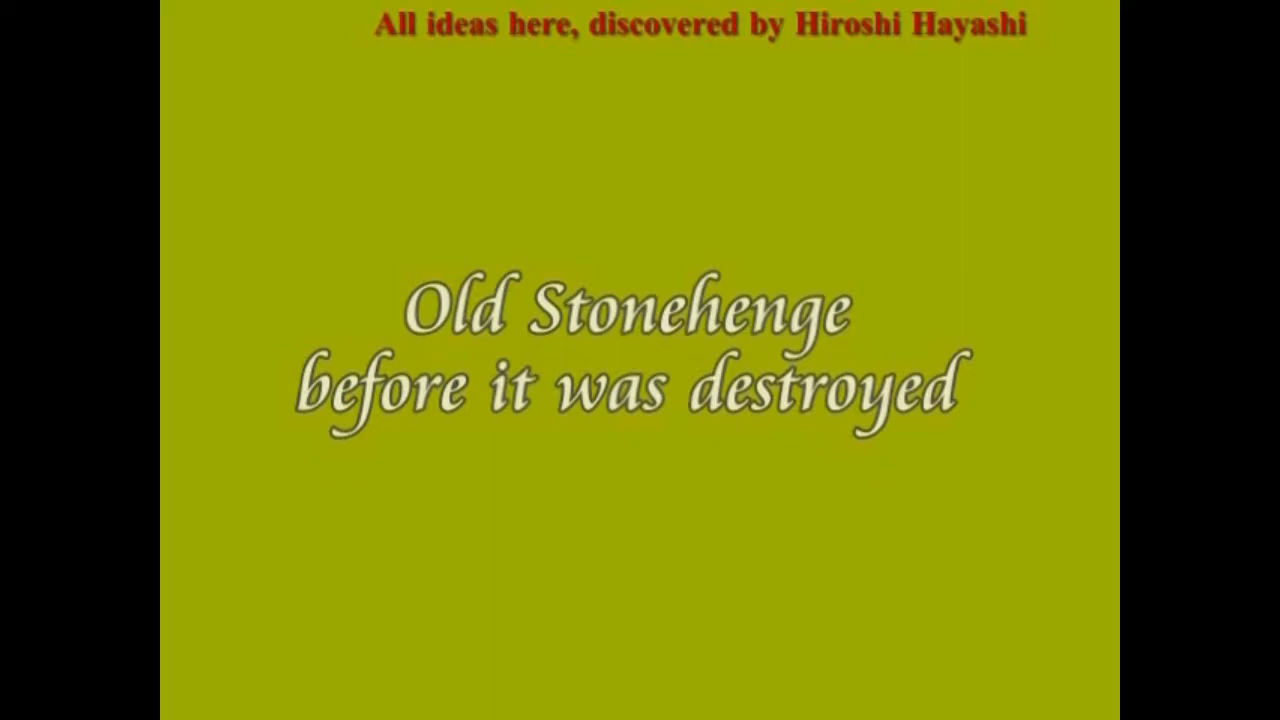 All ideas here, discovered by Hiroshi Hayashi
Old Stonehenge
before it was destroyed